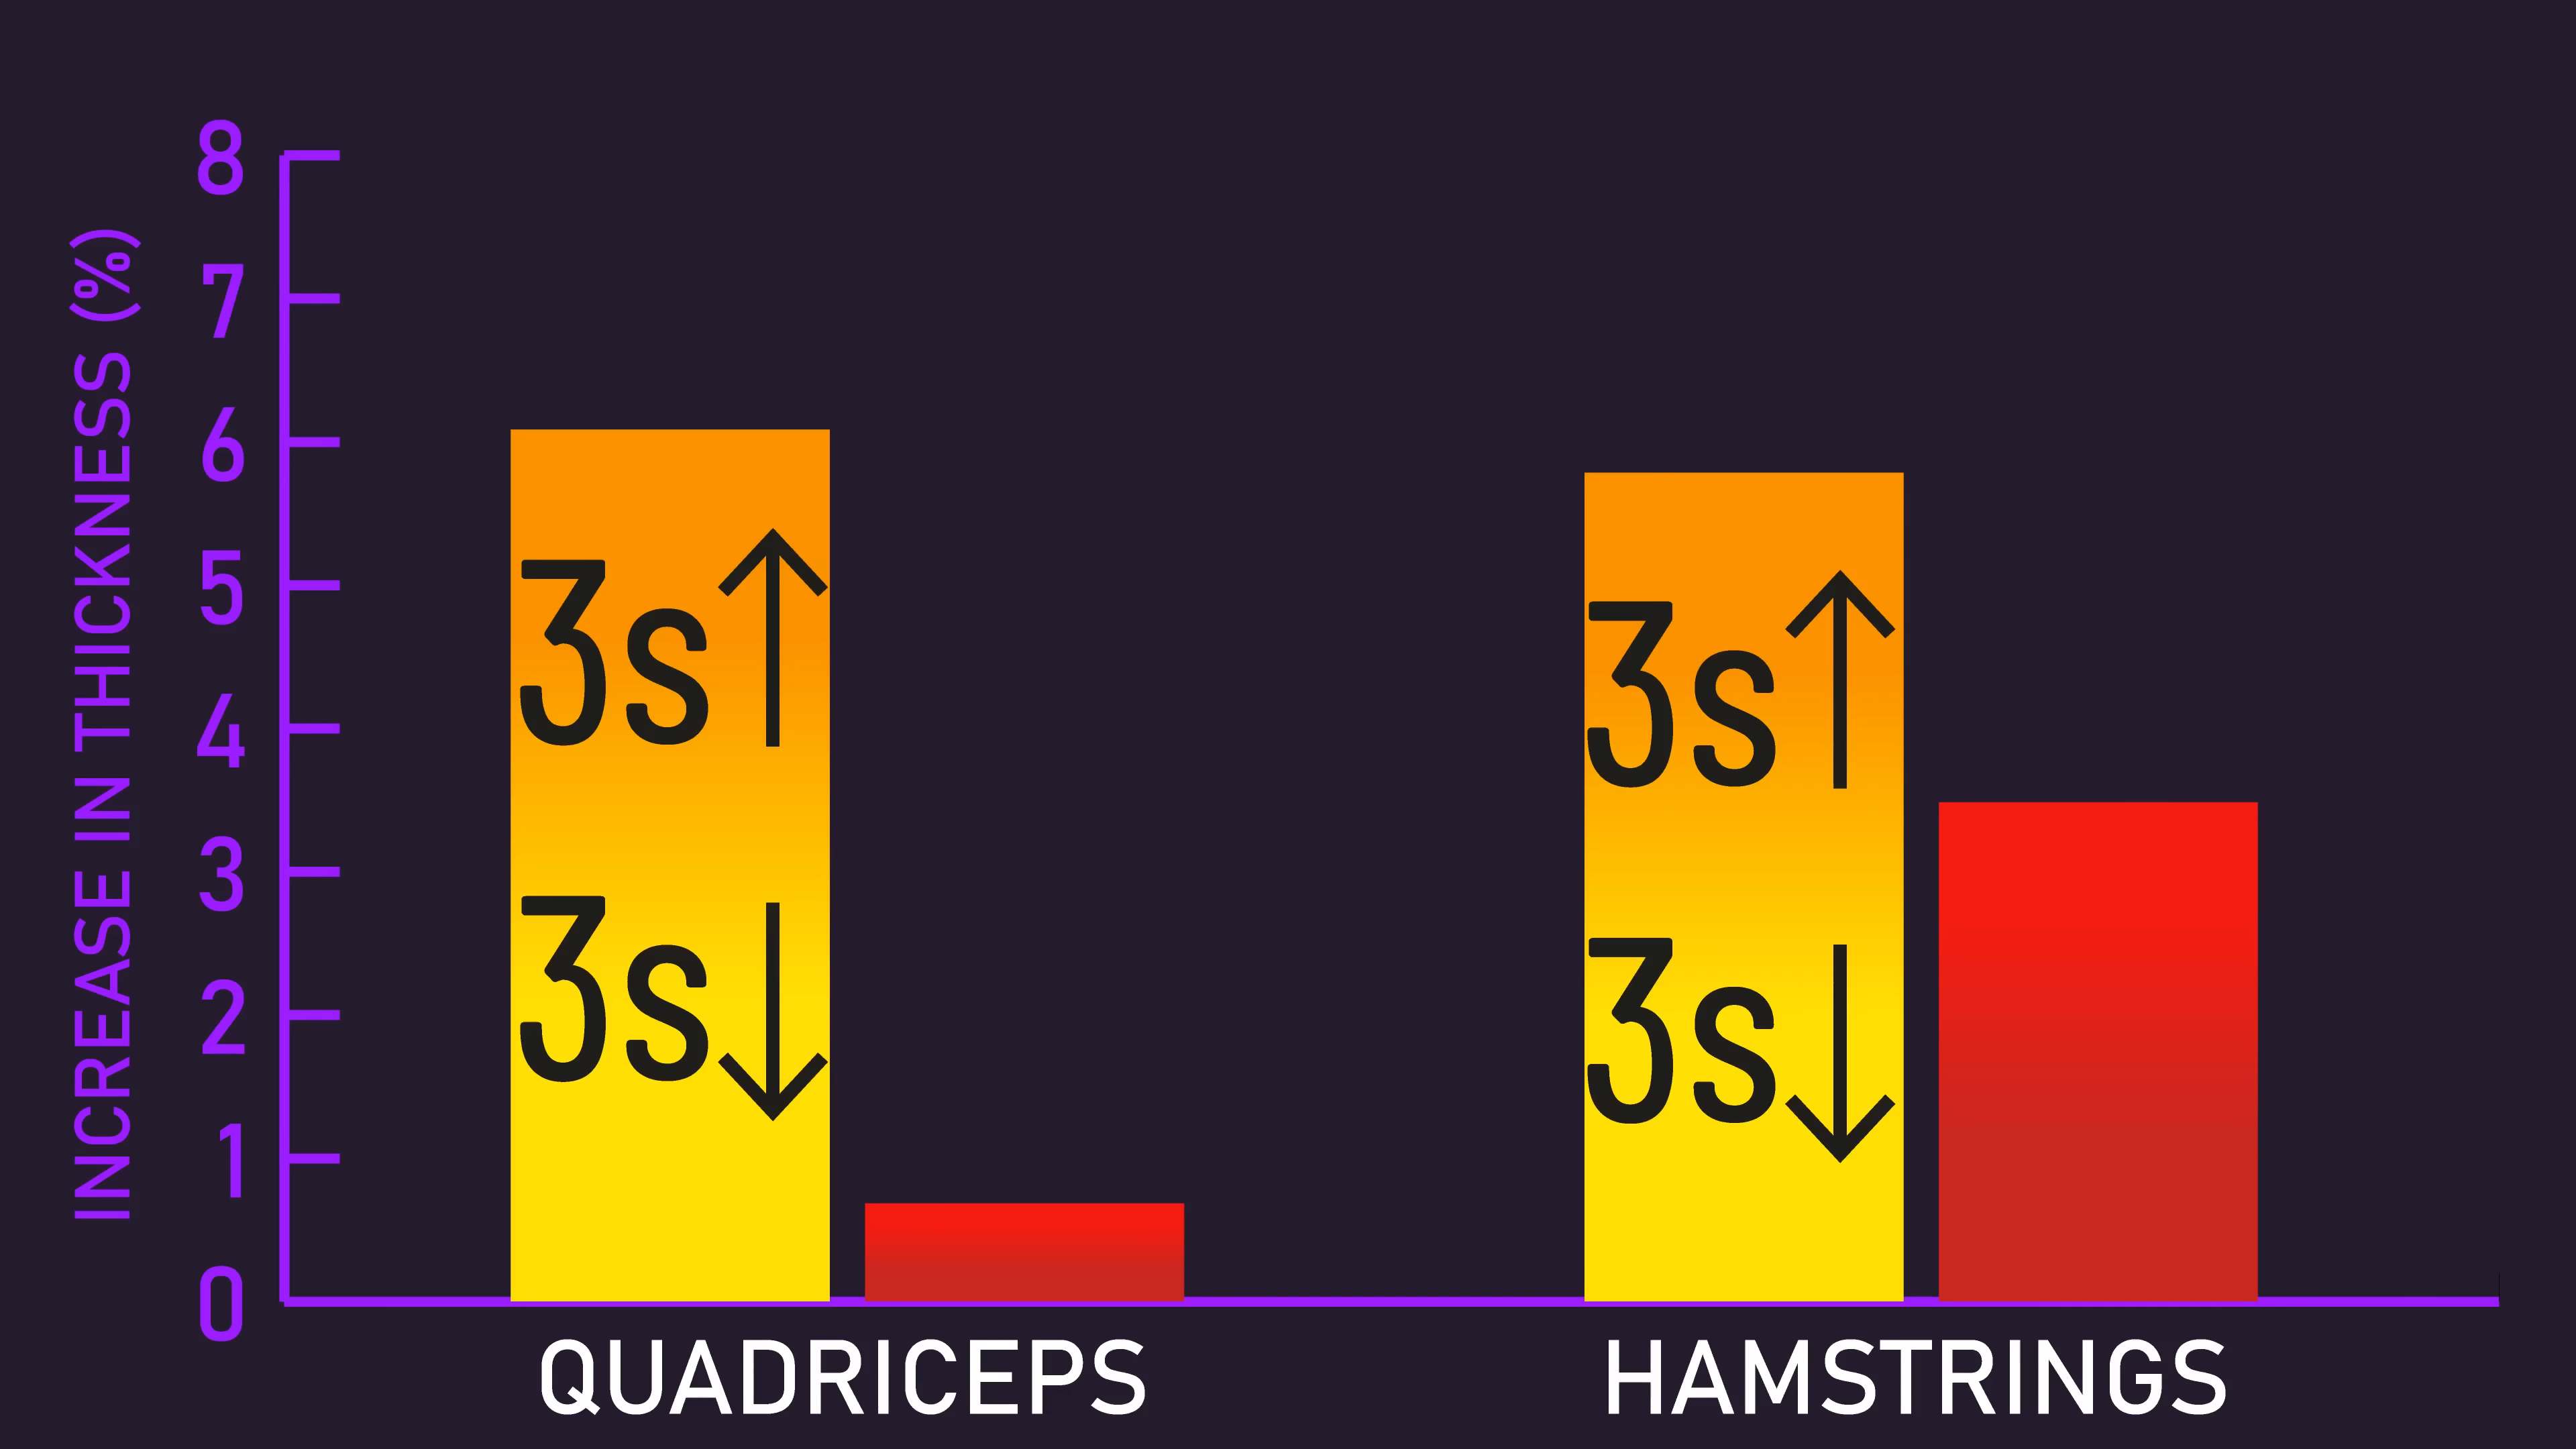 INCREASE IN THICKNESS (%)
8
7
6
5
4
3
2
1
0
3s↑
3s↓
3s↑
3s↓
QUADRICEPS
HAMSTRINGS